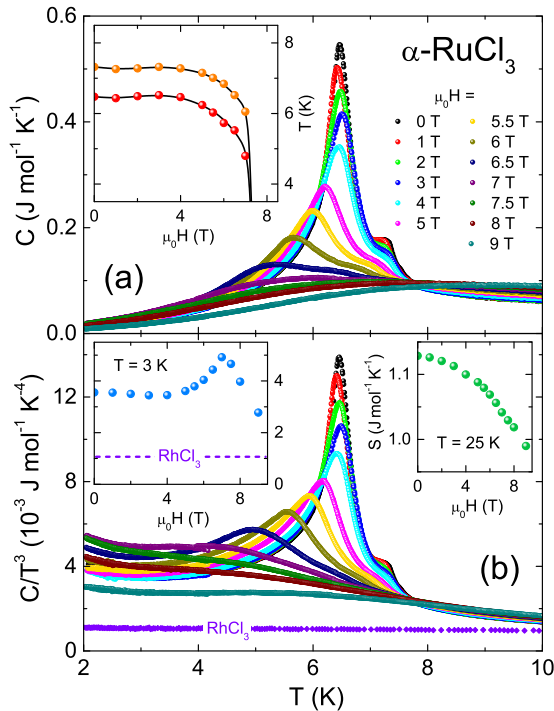 α-RuCl3
μ0H =
0 T
1 T
2 T
3 T
4 T
5 T
5.5 T
6 T
6.5 T
7 T
7.5 T
8 T
9 T
C (J mol-1 K-1)
0.6
0.4
0.2
0.0
(a)
T (K)
8
6
4
0 4 8
μ0H (T)
C/T3 (10-3 J mol-1 K-4)
12
8
4
0
(b)
T = 3 K
RhCl3
4
2
0
0 2 4 6 8
μ0H (T)
S (J mol-1 K-1)
1.1
1.0
T = 25 K
0 4 8
μ0H (T)
RhCl3
2 4 6 8 10
T (K)